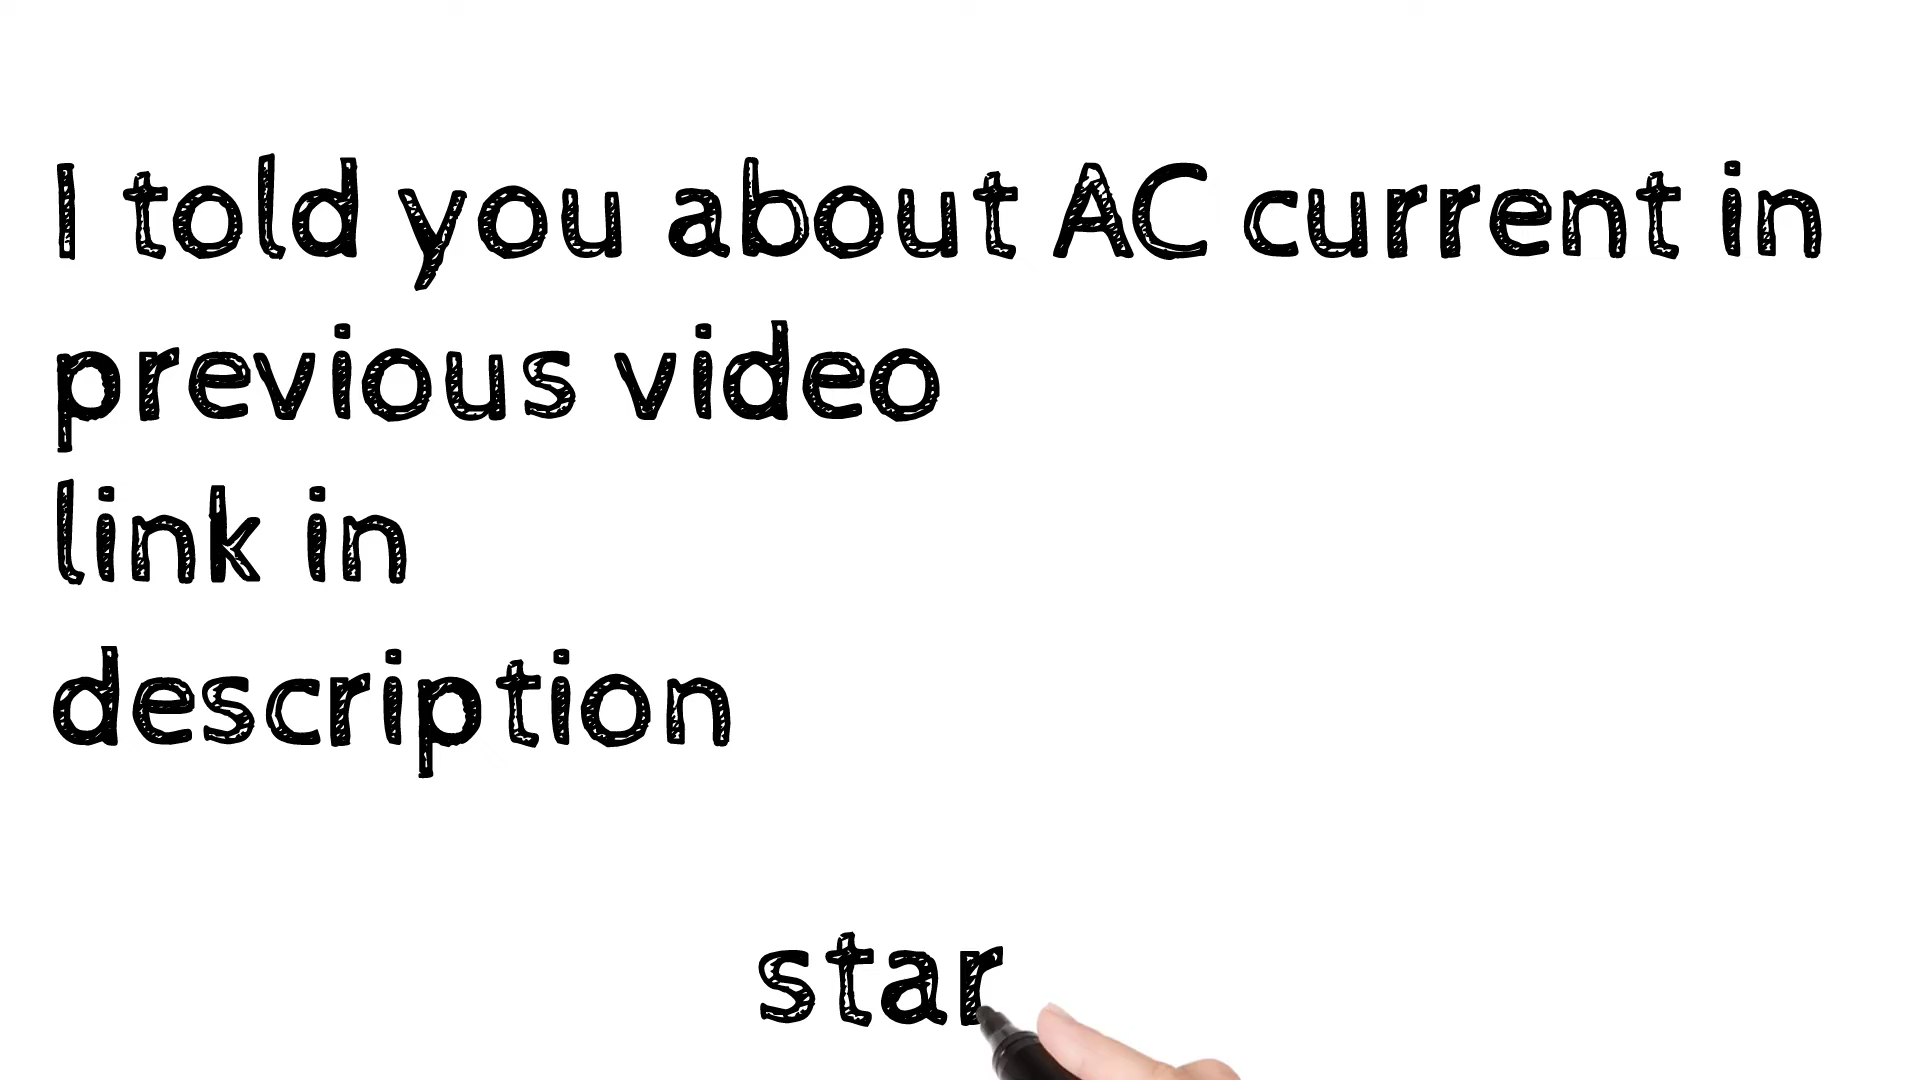 I told you about AC current in
previous video
link in
description
star